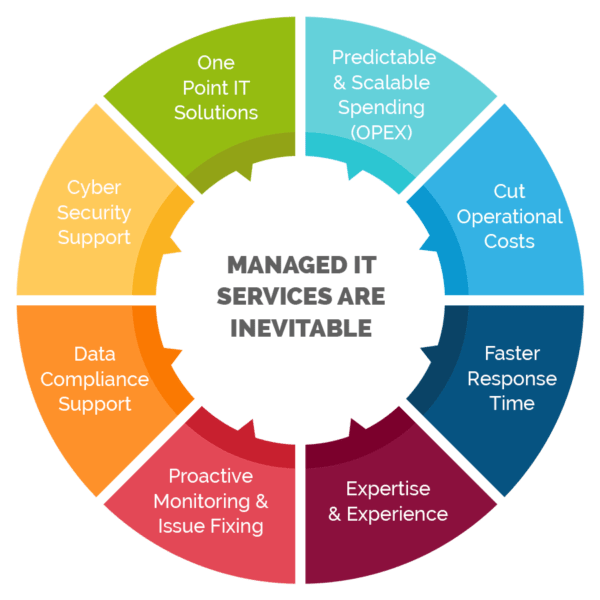 One
Point IT
Solutions
Predictable
& Scalable
Spending
(OPEX)
Cut
Operational
Costs
Faster
Response
Time
Expertise
& Experience
Proactive
Monitoring &
Issue Fixing
Data
Compliance
Support
Cyber
Security
Support
MANAGED IT
SERVICES ARE
INEVITABLE